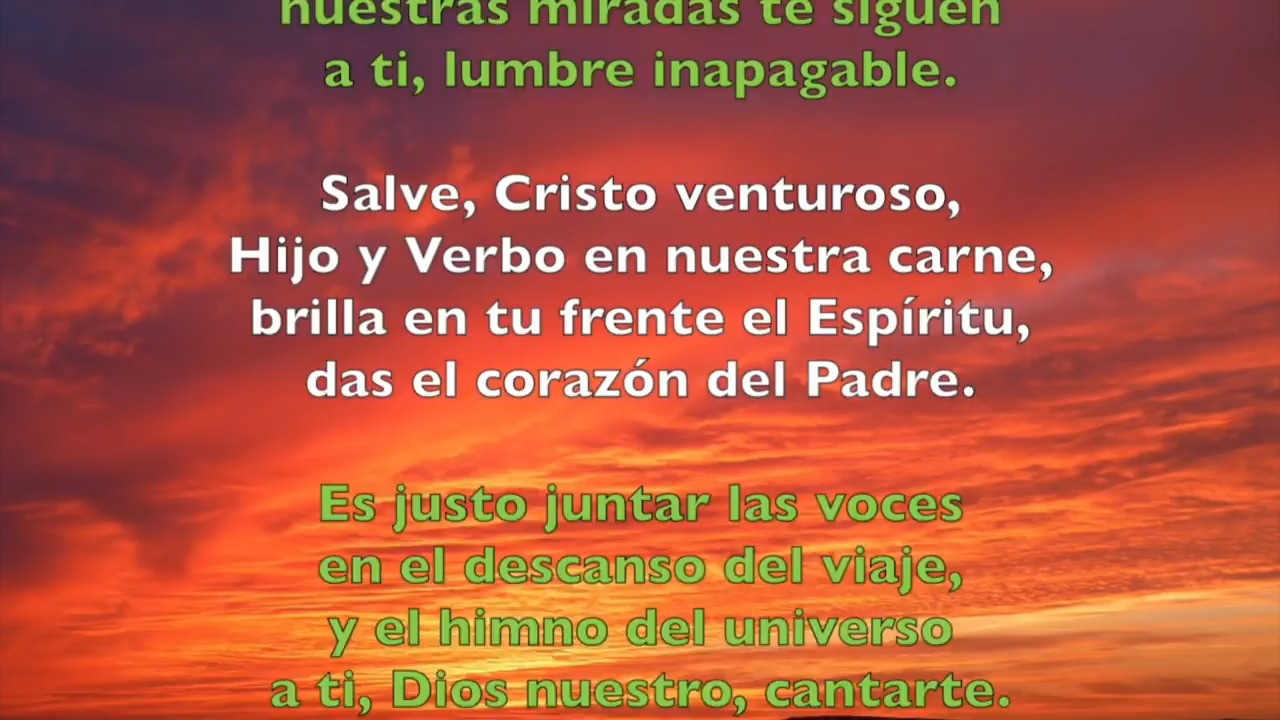 nuestras miradas te siguen
a ti, lumbre inapagable.
Salve, Cristo venturoso,
Hijo y Verbo en nuestra carne,
brilla en tu frente el Espíritu,
das el corazón del Padre.
Es justo juntar las voces
en el descanso del viaje,
y el himno del universo
a ti, Dios nuestro, cantarte.